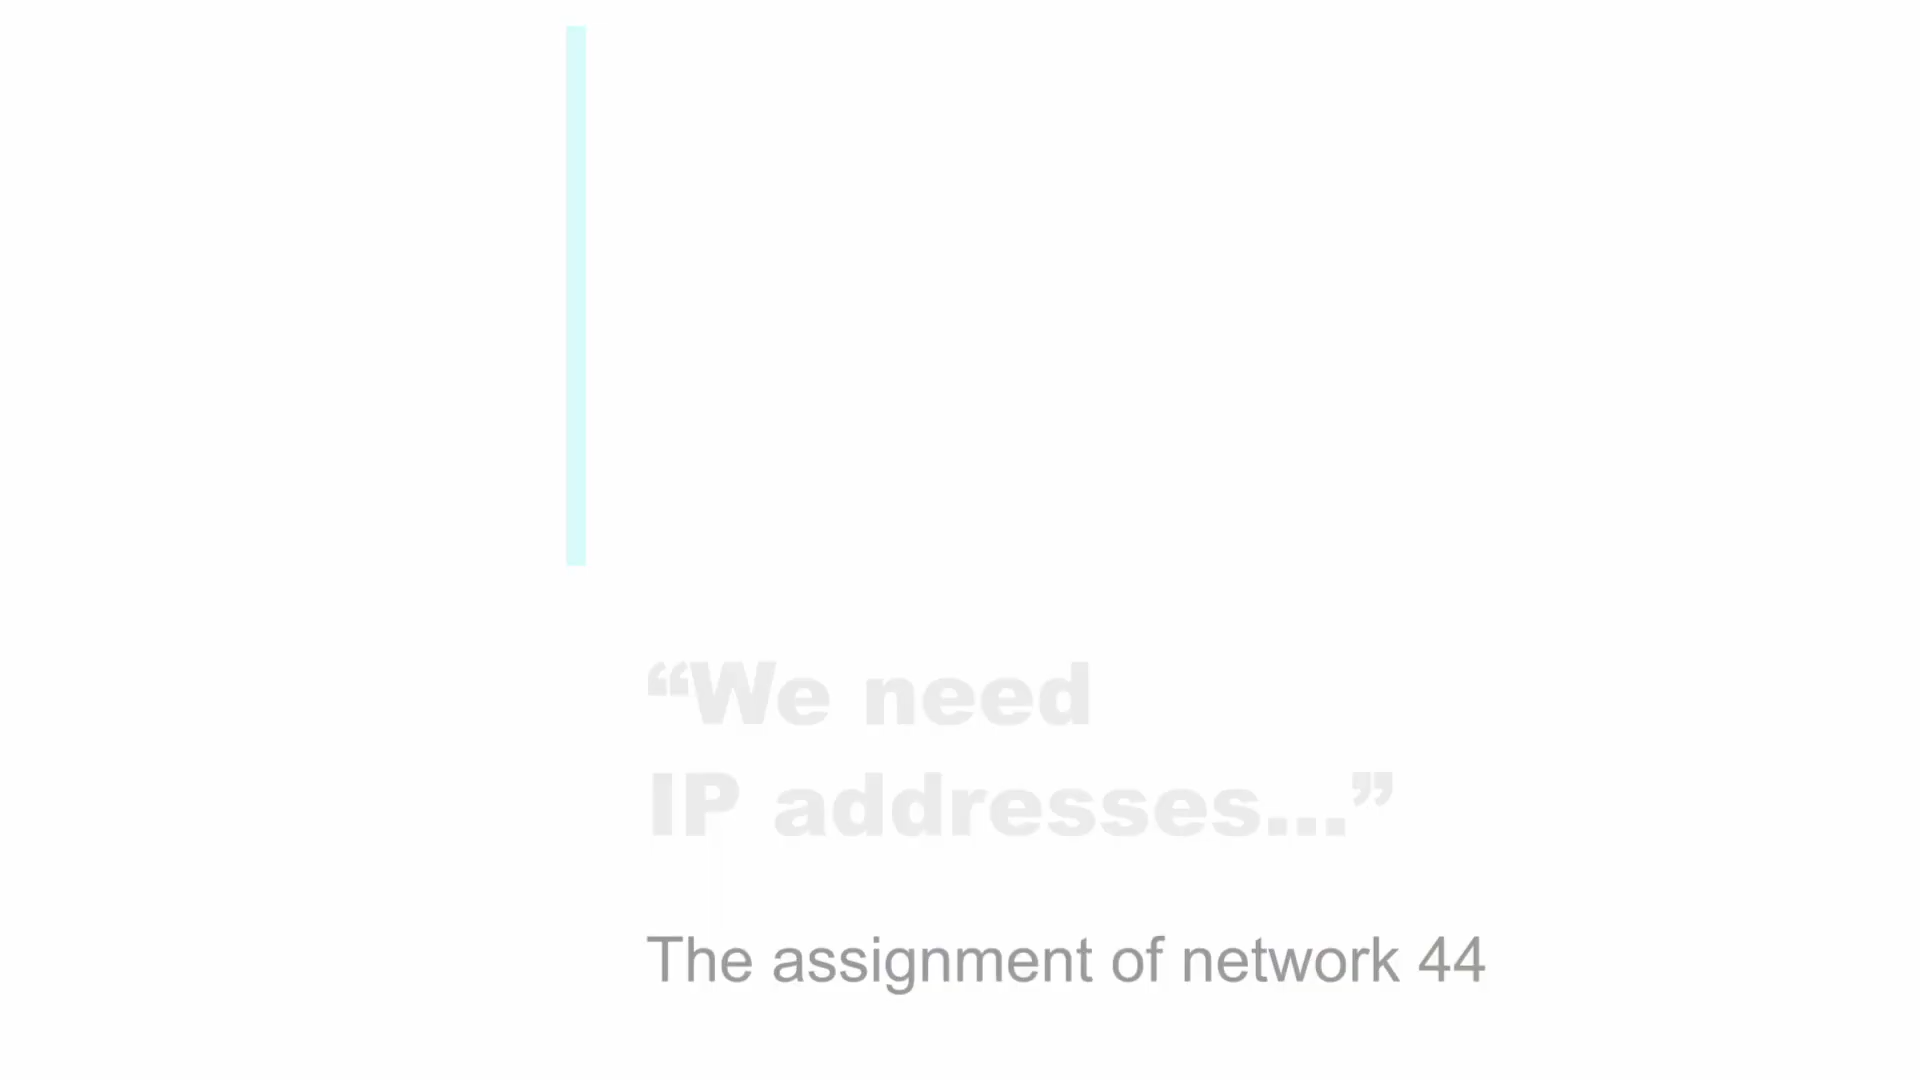 “We need
IP addresses...”
The assignment of network 44